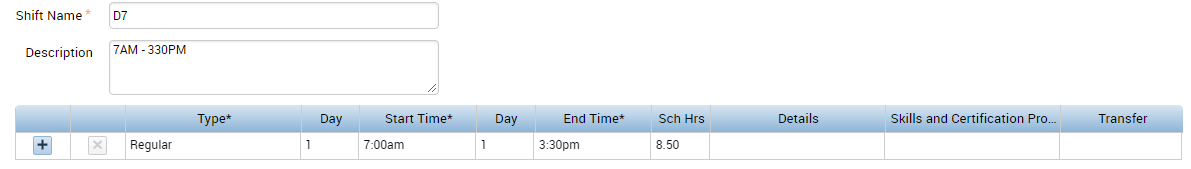 Shift Name * D7
Description 7AM - 330PM
Type* Day Start Time* Day End Time* Sch Hrs Details Skills and Certification Pro... Transfer
Regular 1 7:00am 1 3:30pm 8.50